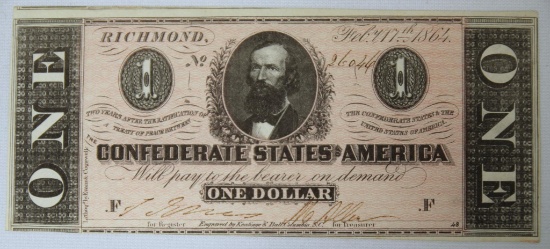 RICHMOND, Feby. 17th 1864
No 26046
1 1
ONE ONE
TWO YEARS AFTER THE RATIFICATION OF THE CONFEDERATE STATES & THE
TREATY OF PEACE BETWEEN UNITED STATES OF AMERICA.
THE
CONFEDERATE STATES AMERICA
Will pay to the bearer on demand
ONE DOLLAR
F F
for Register Engraved by Keatinge & Ball Columbia S.C. for Treasurer